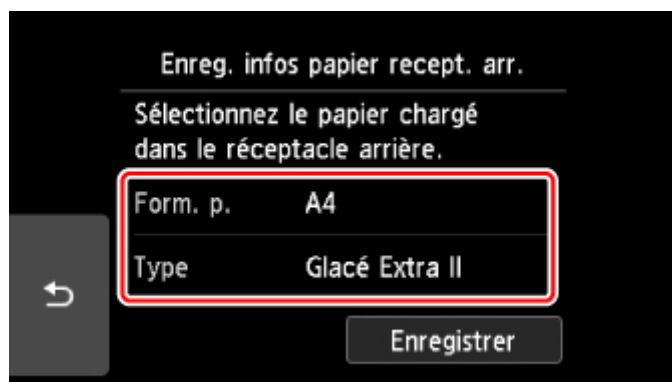 Enreg. infos papier recept. arr.
Sélectionnez le papier chargé
dans le réceptacle arrière.
Form. p. A4
Type Glacé Extra II
Enregistrer